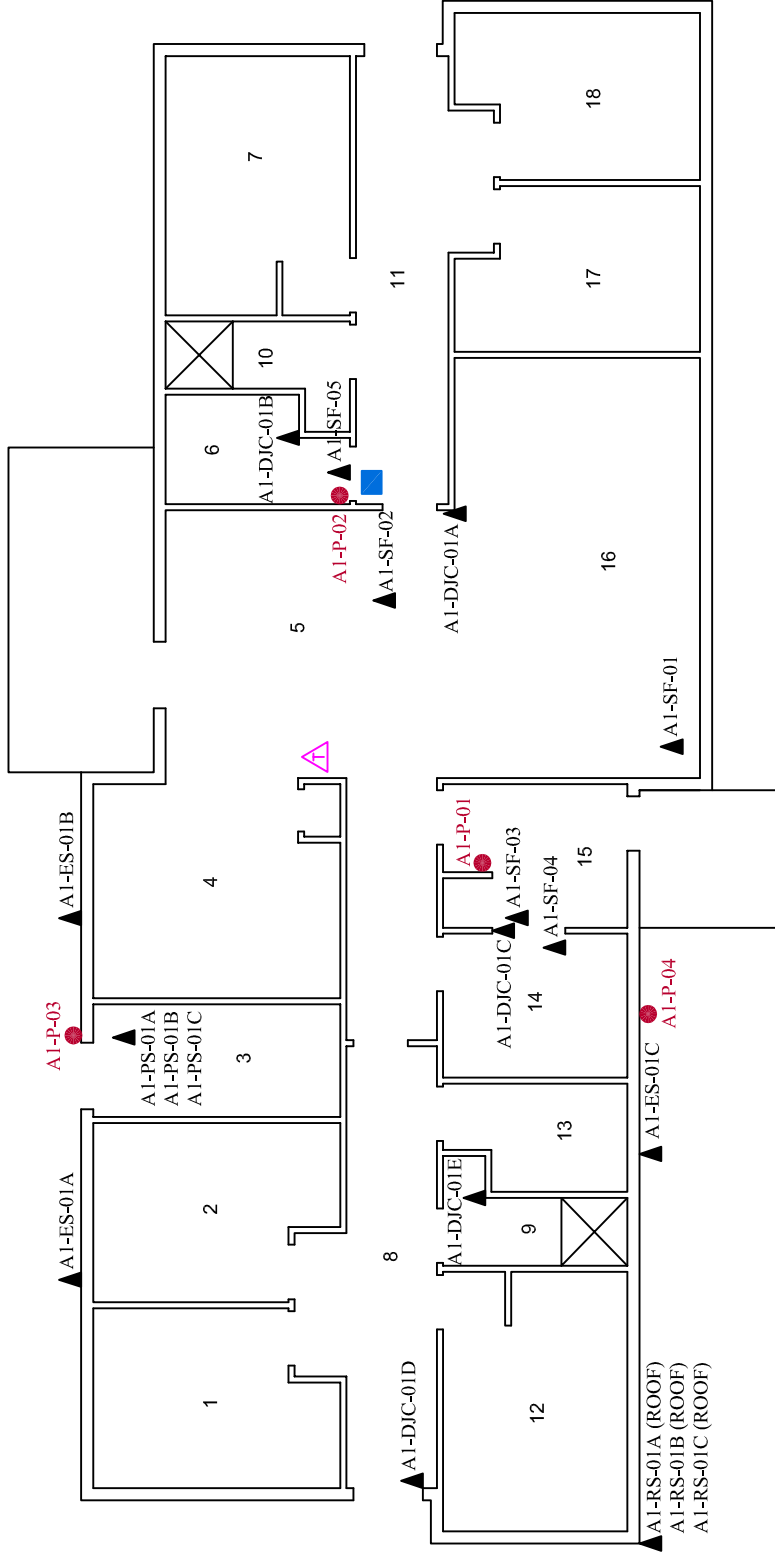 A1-ES-01A
A1-P-03
A1-ES-01B
A1-PS-01A
A1-PS-01B
A1-PS-01C
1
2
3
4
5
6
7
A1-DJC-01B
10
A1-SF-05
A1-P-02
A1-SF-02
T
8
11
A1-DJC-01D
A1-DJC-01E
A1-DJC-01A
A1-P-01
A1-SF-03
A1-SF-04
A1-DJC-01C
9
12
13
14
15
16
17
18
A1-SF-01
A1-P-04
A1-ES-01C
A1-RS-01A (ROOF)
A1-RS-01B (ROOF)
A1-RS-01C (ROOF)